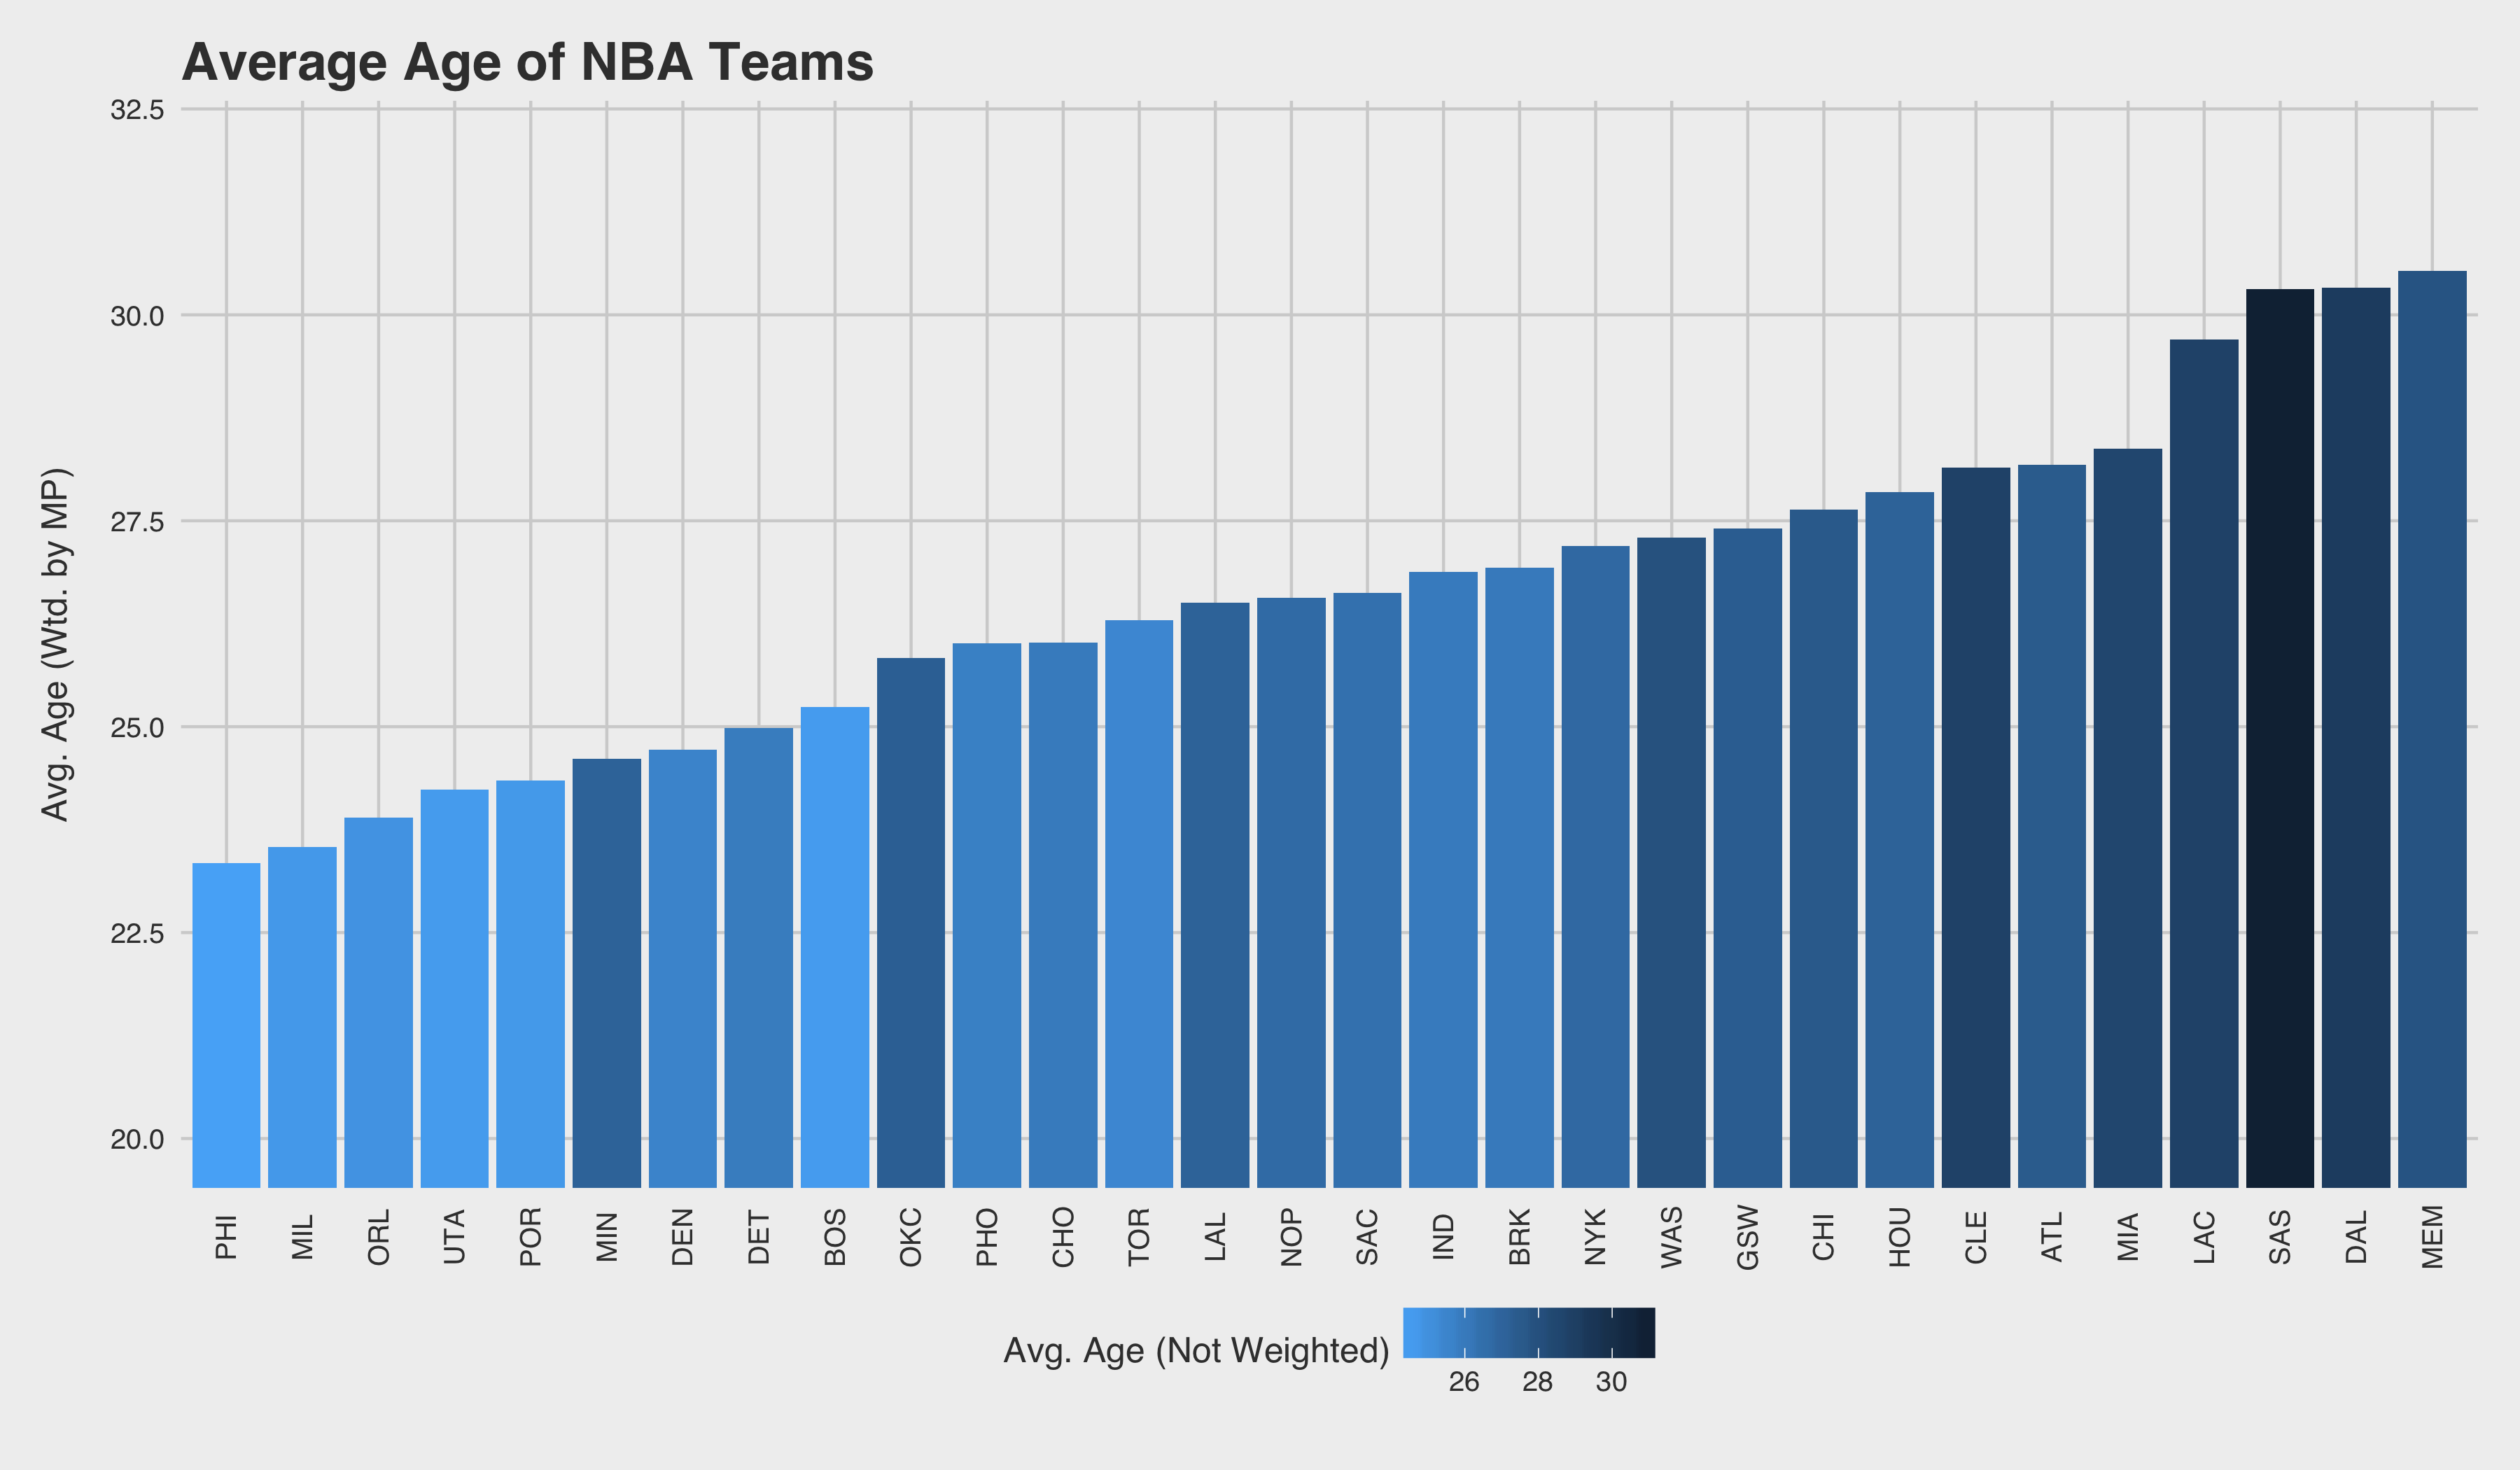 Average Age of NBA Teams
32.5
30.0
27.5
25.0
22.5
20.0
Avg. Age (Wtd. by MP)
PHI MIL ORL UTA POR MIN DEN DET BOS OKC PHO CHO TOR LAL NOP SAC IND BRK NYK WAS GSW CHI HOU CLE ATL MIA LAC SAS DAL MEM
Avg. Age (Not Weighted)
26 28 30